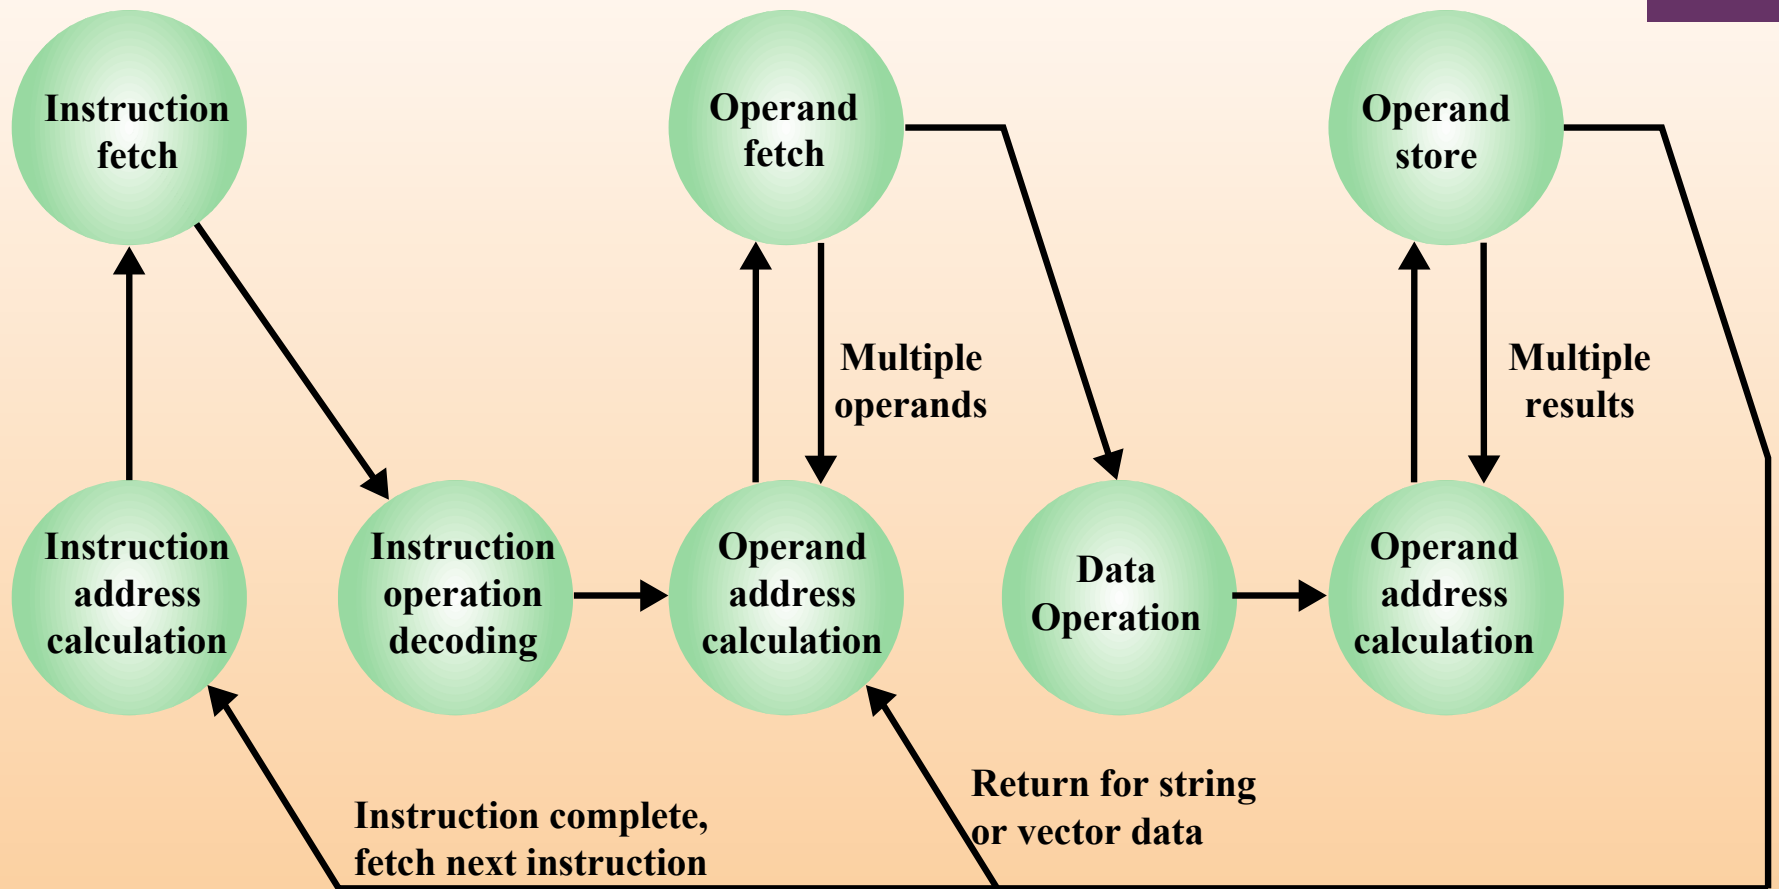 Instruction
fetch
Operand
fetch
Operand
store
Multiple
operands
Multiple
results
Instruction
address
calculation
Instruction
operation
decoding
Operand
address
calculation
Data
Operation
Operand
address
calculation
Instruction complete,
fetch next instruction
Return for string
or vector data